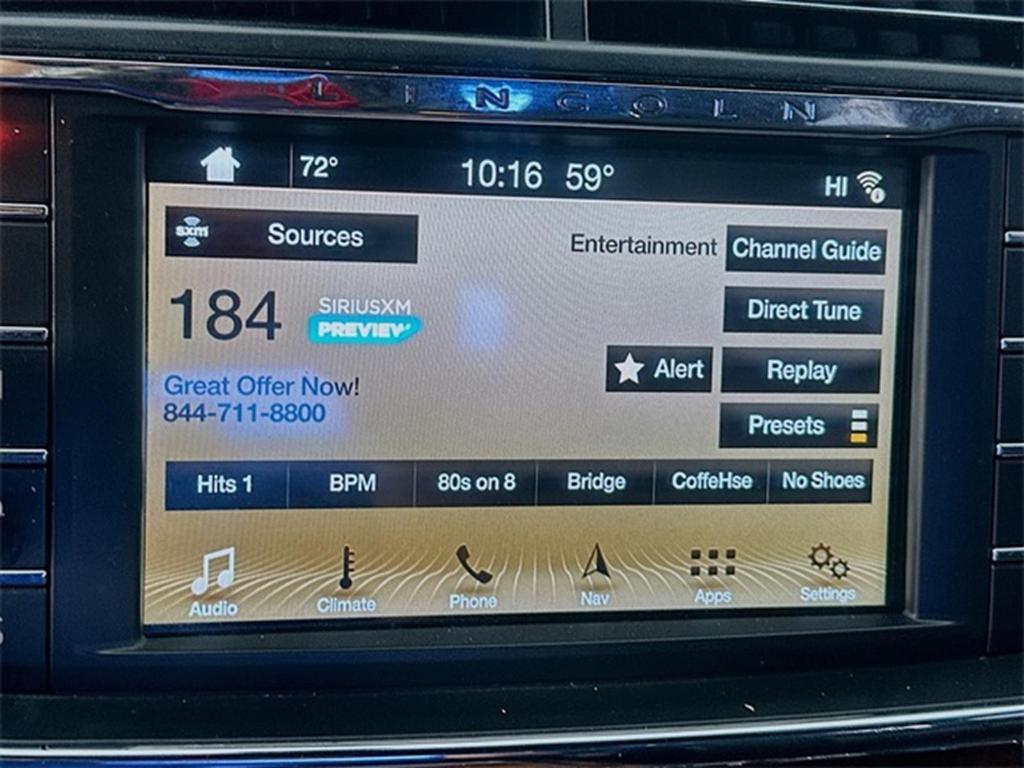 LINCOLN
72° 10:16 59° HI
sxm Sources
Entertainment Channel Guide
184 SIRIUSXM
PREVIEW
Direct Tune
Alert Replay
Great Offer Now!
844-711-8800
Presets
Hits 1 BPM 80s on 8 Bridge CoffeHse No Shoes
Audio Climate Phone Nav Apps Settings